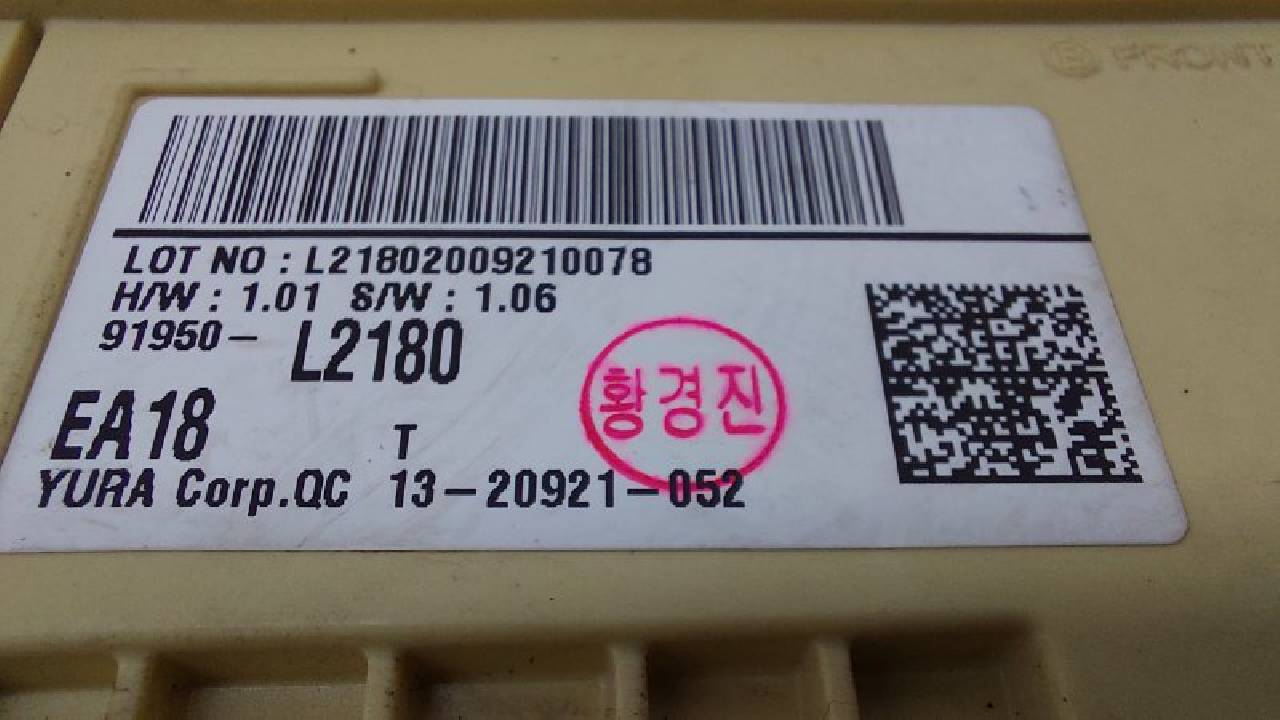 FRONT
LOT NO : L21802009210078
H/W : 1.01 S/W : 1.06
91950- L2180
EA18 T
황경진
YURA Corp.QC 13-20921-052